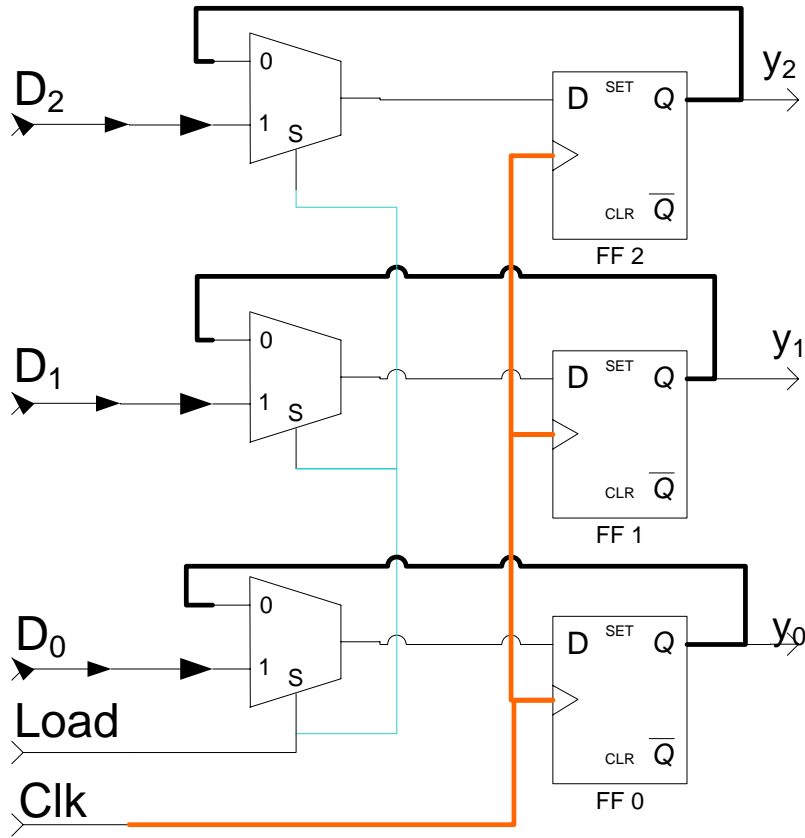 y2
0
D SET Q
D2
1
S
CLR Q
FF 2
0
y1
D SET Q
D1
1
S
CLR Q
FF 1
0
D0
D SET Q
y0
1
S
Load
CLR Q
Clk
FF 0